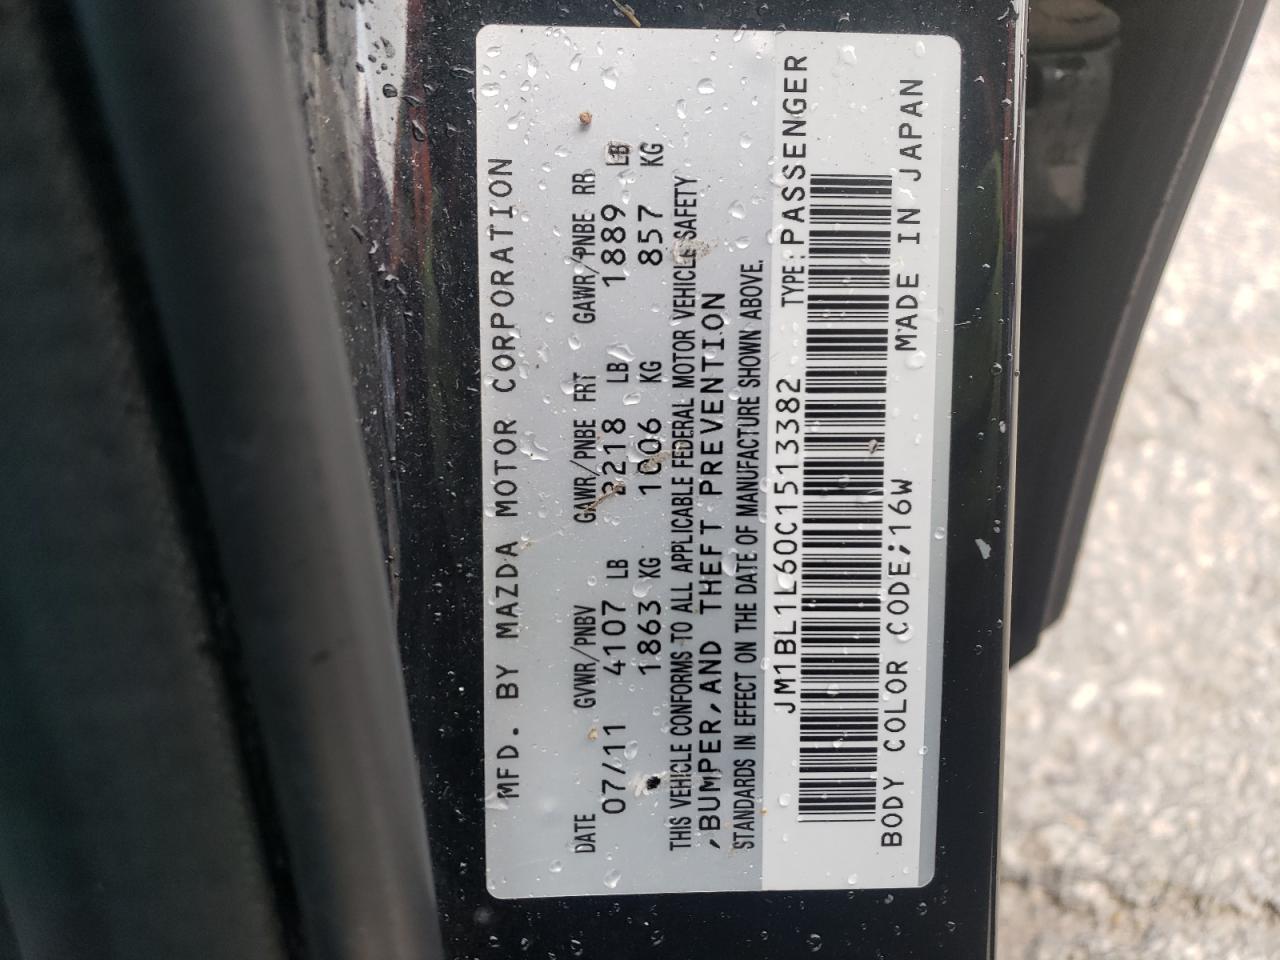 MFD. BY MAZDA MOTOR CORPORATION
DATE GVWR/PNBV GAWR/PNBE FRT GAWR/PNBE RR
07/11 4107 LB 2218 LB 1889 LB
1863 KG 1006 KG 857 KG
THIS VEHICLE CONFORMS TO ALL APPLICABLE FEDERAL MOTOR VEHICLE SAFETY
,BUMPER,AND THEFT PREVENTION
STANDARDS IN EFFECT ON THE DATE OF MANUFACTURE SHOWN ABOVE.
JM1BL1L60C1513382 TYPE:PASSENGER
BODY COLOR CODE;16W MADE IN JAPAN